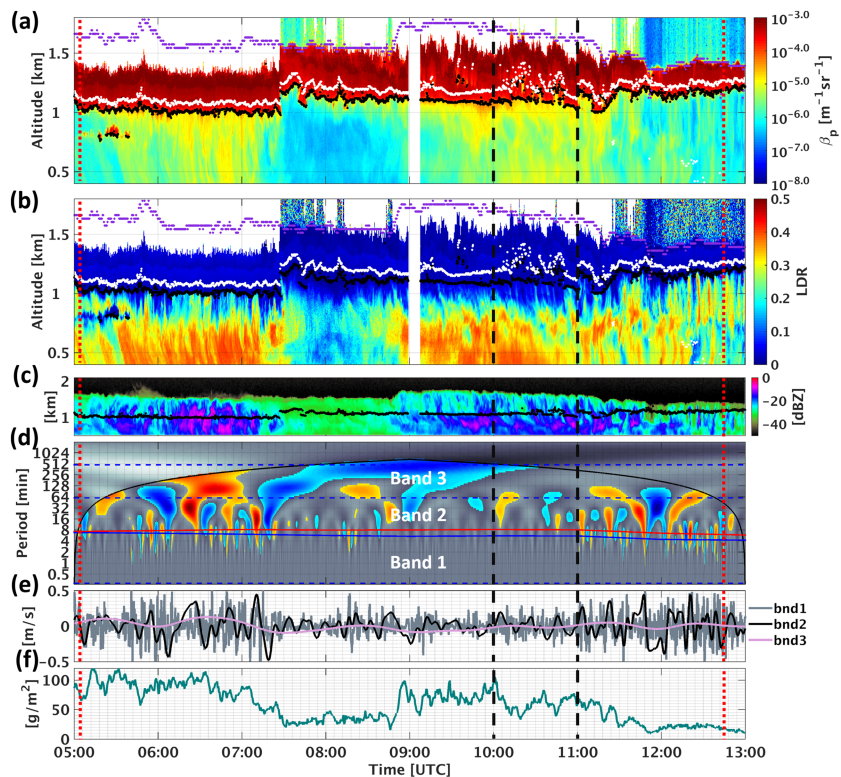 (a)
Altitude [km]
1.5
1
0.5
10^−3.0
10^−4.0
10^−5.0
10^−6.0
10^−7.0
10^−8.0
β_p [m^-1 sr^-1]
(b)
Altitude [km]
1.5
1
0.5
0.5
0.4
0.3
0.2
0.1
0
LDR
(c)
[km]
2
1
0
−20
−40
[dBZ]
(d)
Period [min]
1024
512
256
128
64
32
16
8
4
2
1
0.5
Band 3
Band 2
Band 1
(e)
[m/s]
0.5
0
−0.5
bnd1
bnd2
bnd3
(f)
[g/m^2]
100
50
0
05:00 06:00 07:00 08:00 09:00 10:00 11:00 12:00 13:00
Time [UTC]